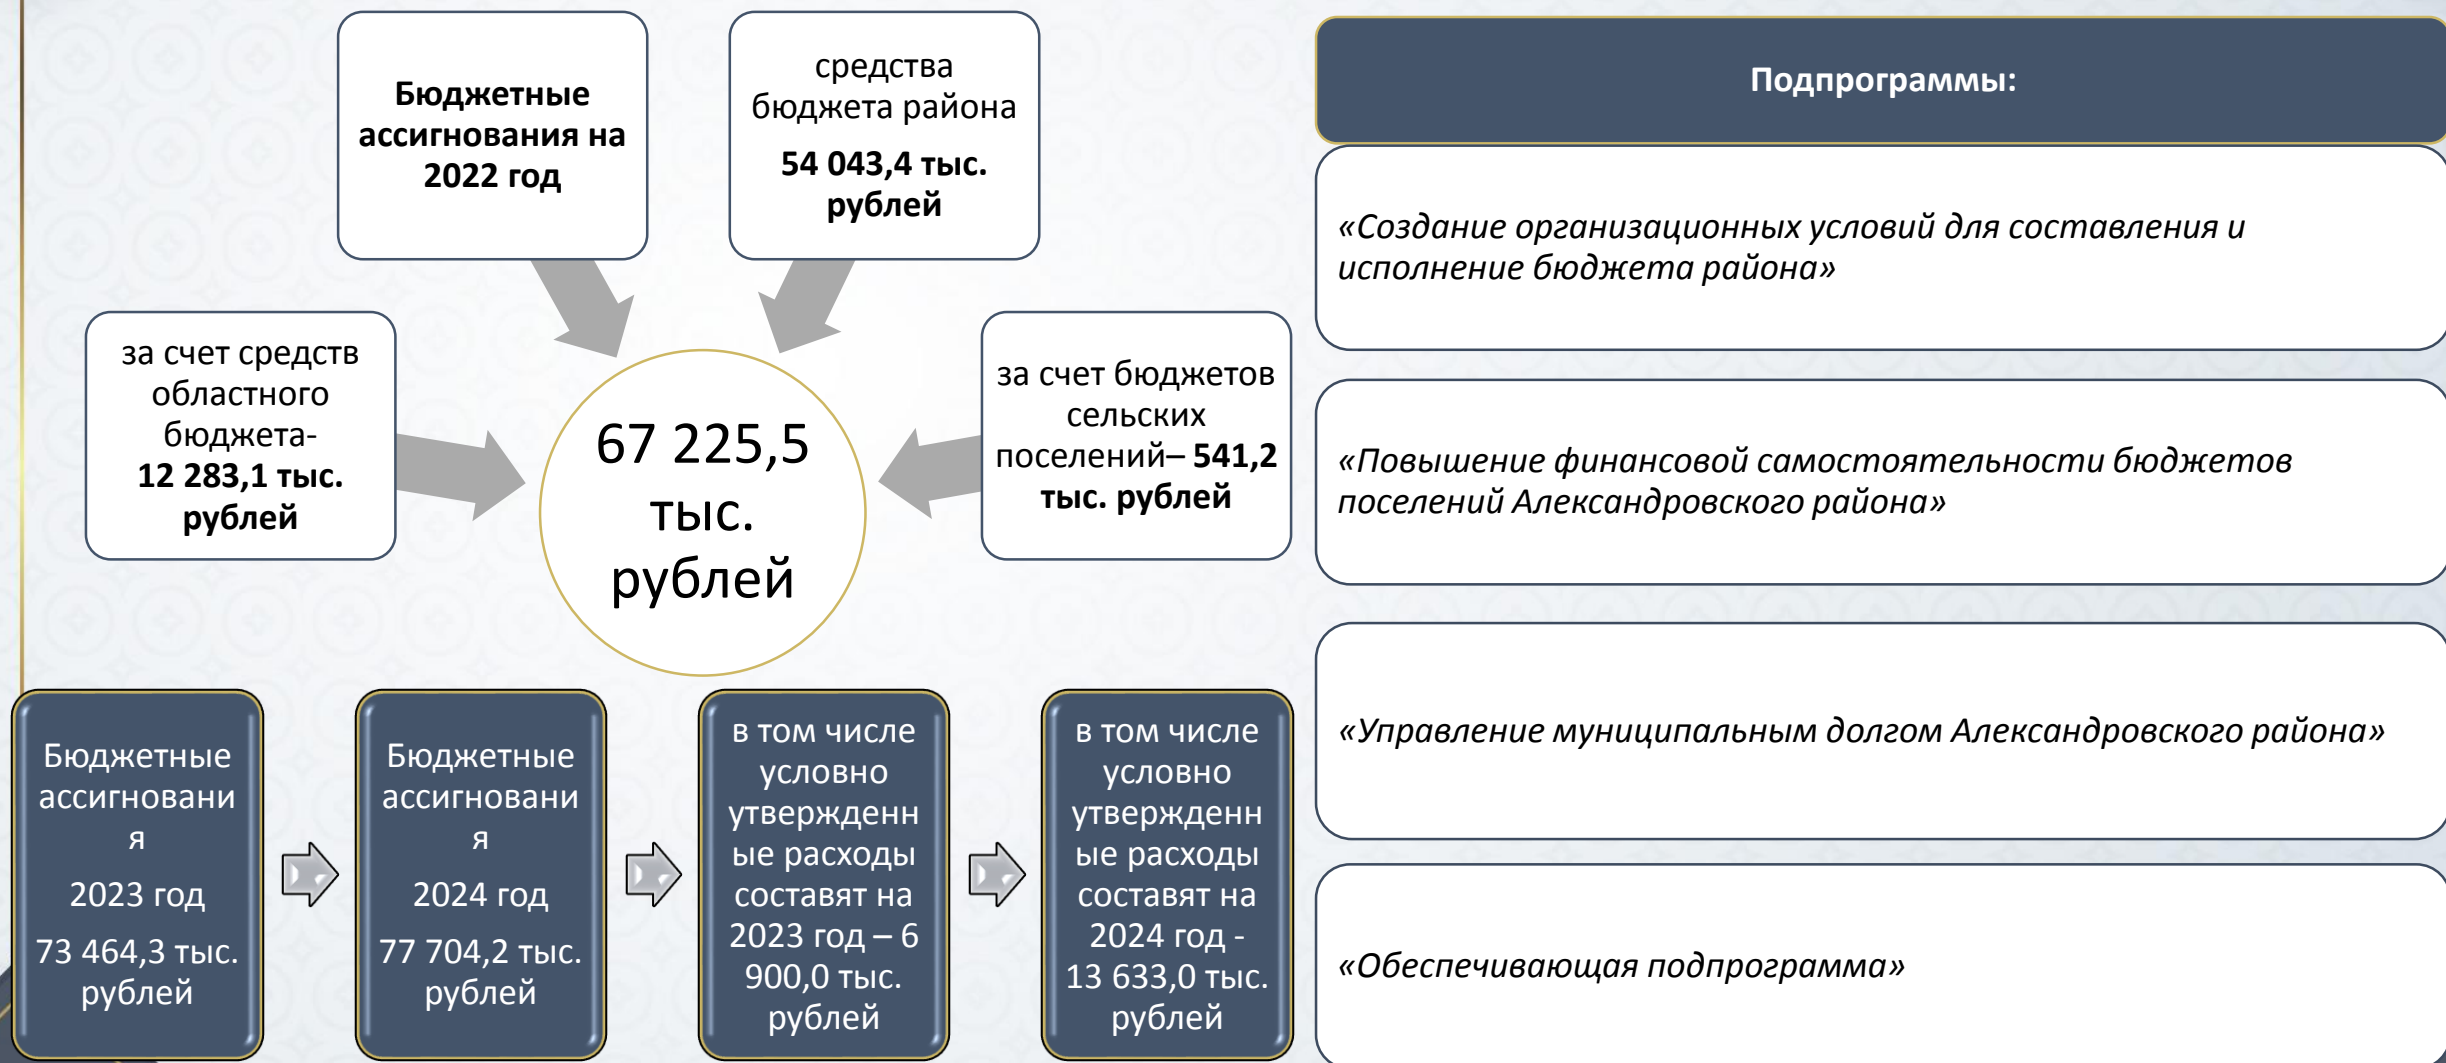 Бюджетные
ассигнования на
2022 год
средства
бюджета района
54 043,4 тыс.
рублей
за счет средств
областного
бюджета-
12 283,1 тыс.
рублей
67 225,5
тыс.
рублей
за счет бюджетов
сельских
поселений– 541,2
тыс. рублей
Бюджетные
ассигновани
я
2023 год
73 464,3 тыс.
рублей
Бюджетные
ассигновани
я
2024 год
77 704,2 тыс.
рублей
в том числе
условно
утвержденн
ые расходы
составят на
2023 год – 6
900,0 тыс.
рублей
в том числе
условно
утвержденн
ые расходы
составят на
2024 год -
13 633,0 тыс.
рублей
Подпрограммы:
«Создание организационных условий для составления и
исполнение бюджета района»
«Повышение финансовой самостоятельности бюджетов
поселений Александровского района»
«Управление муниципальным долгом Александровского района»
«Обеспечивающая подпрограмма»